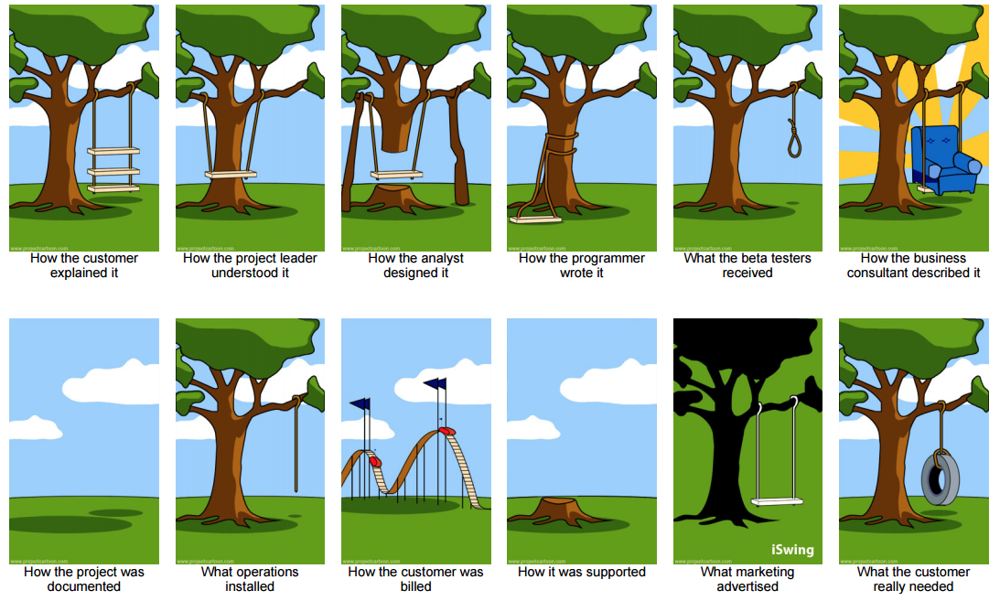 www.projectcartoon.com
www.projectcartoon.com
www.projectcartoon.com
www.projectcartoon.com
www.projectcartoon.com
www.projectcartoon.com
How the customer
explained it
How the project leader
understood it
How the analyst
designed it
How the programmer
wrote it
What the beta testers
received
How the business
consultant described it
iSwing
www.projectcartoon.com
www.projectcartoon.com
www.projectcartoon.com
www.projectcartoon.com
www.projectcartoon.com
How the project was
documented
What operations
installed
How the customer was
billed
How it was supported
What marketing
advertised
What the customer
really needed